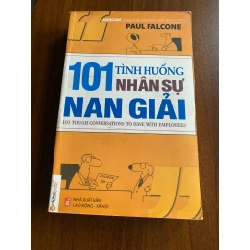 PAUL FALCONE
101 TÌNH HUỐNG
NHÂN SỰ
NAN GIẢI
101 TOUGH CONVERSATIONS TO HAVE WITH EMPLOYEES
NHÀ XUẤT BẢN
LAO ĐỘNG - XÃ HỘI